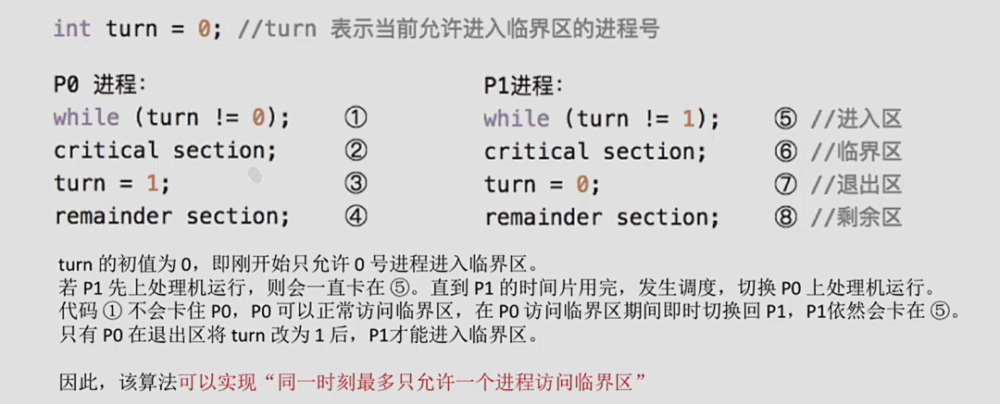 int turn = 0; //turn 表示当前允许进入临界区的进程号
P0 进程:
while (turn != 0); ①
critical section; ②
turn = 1; ③
remainder section; ④
P1进程:
while (turn != 1); ⑤ //进入区
critical section; ⑥ //临界区
turn = 0; ⑦ //退出区
remainder section; ⑧ //剩余区
turn 的初值为 0，即刚开始只允许 0 号进程进入临界区。
若 P1 先上处理机运行，则会一直卡在 ⑤。直到 P1 的时间片用完，发生调度，切换 P0 上处理机运行。
代码 ① 不会卡住 P0，P0 可以正常访问临界区，在 P0 访问临界区期间即时切换回 P1，P1依然会卡在 ⑤。
只有 P0 在退出区将 turn 改为 1 后，P1才能进入临界区。
因此，该算法可以实现“同一时刻最多只允许一个进程访问临界区”